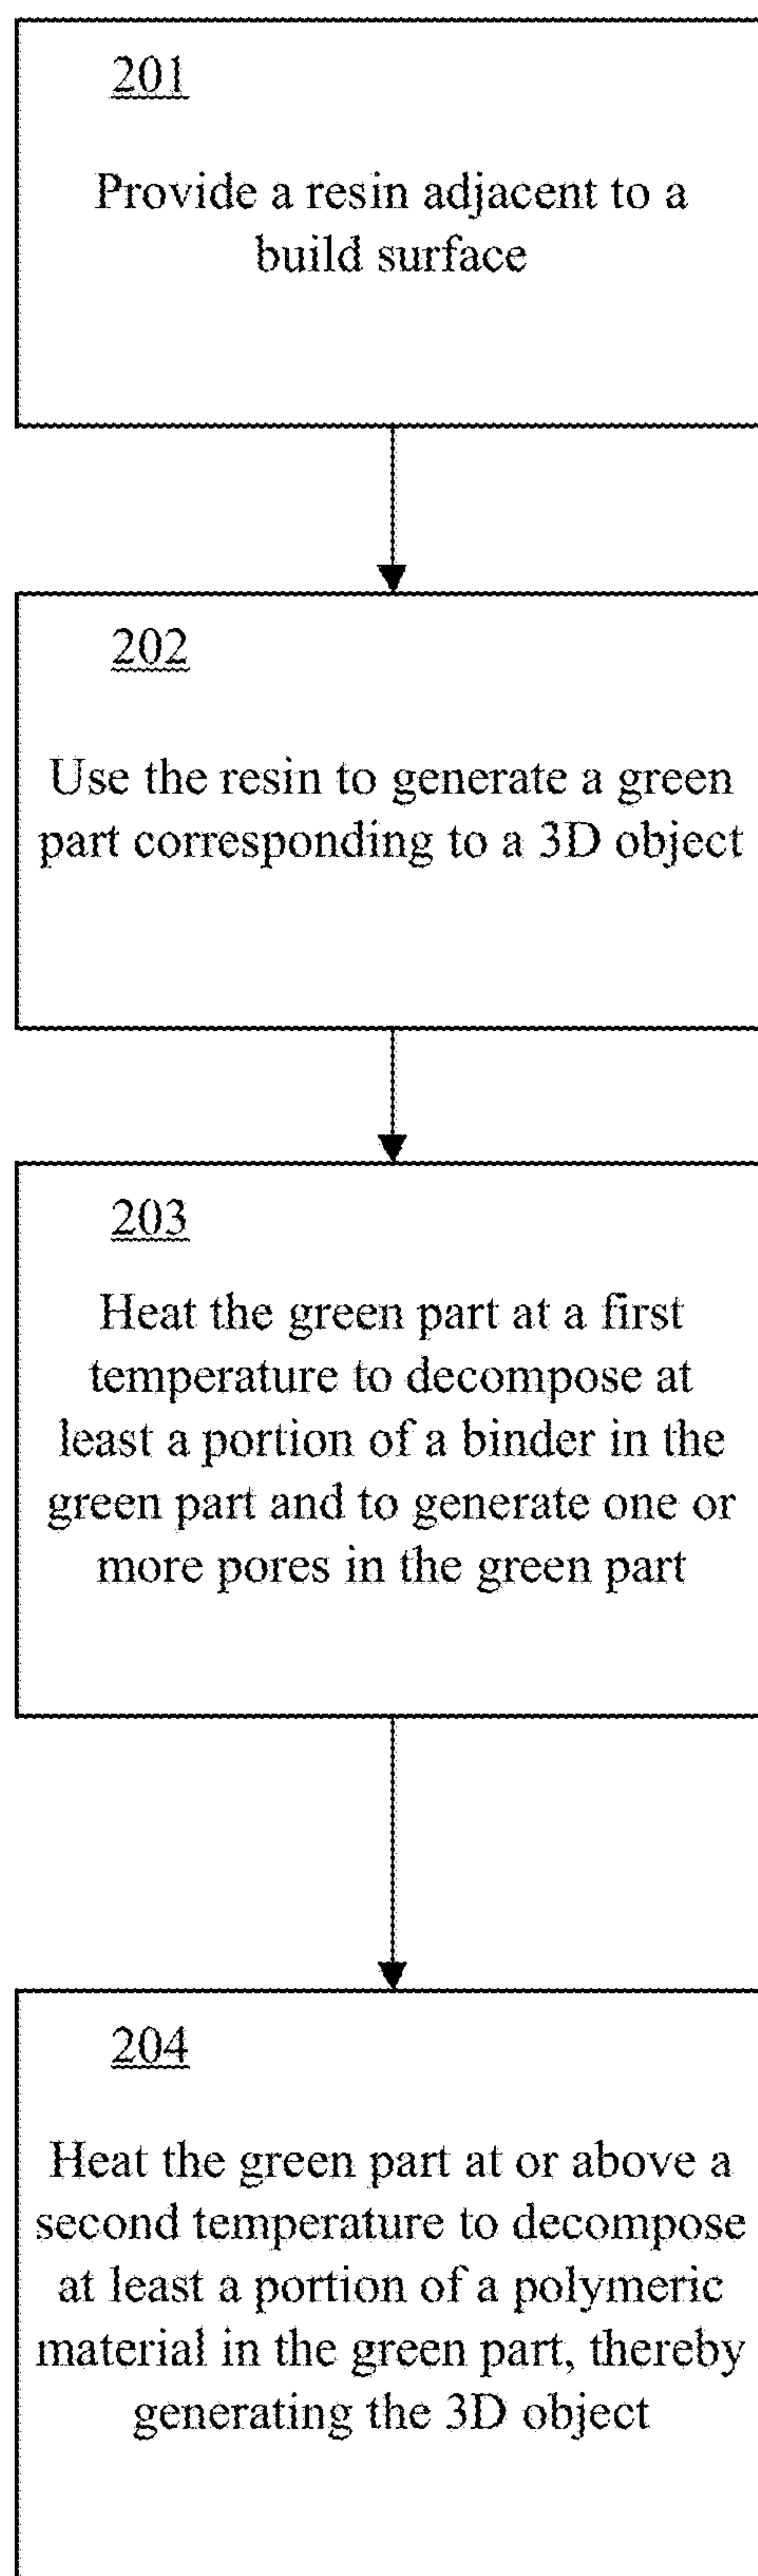 201
Provide a resin adjacent to a
build surface
202
Use the resin to generate a green
part corresponding to a 3D object
203
Heat the green part at a first
temperature to decompose at
least a portion of a binder in the
green part and to generate one or
more pores in the green part
204
Heat the green part at or above a
second temperature to decompose
at least a portion of a polymeric
material in the green part, thereby
generating the 3D object